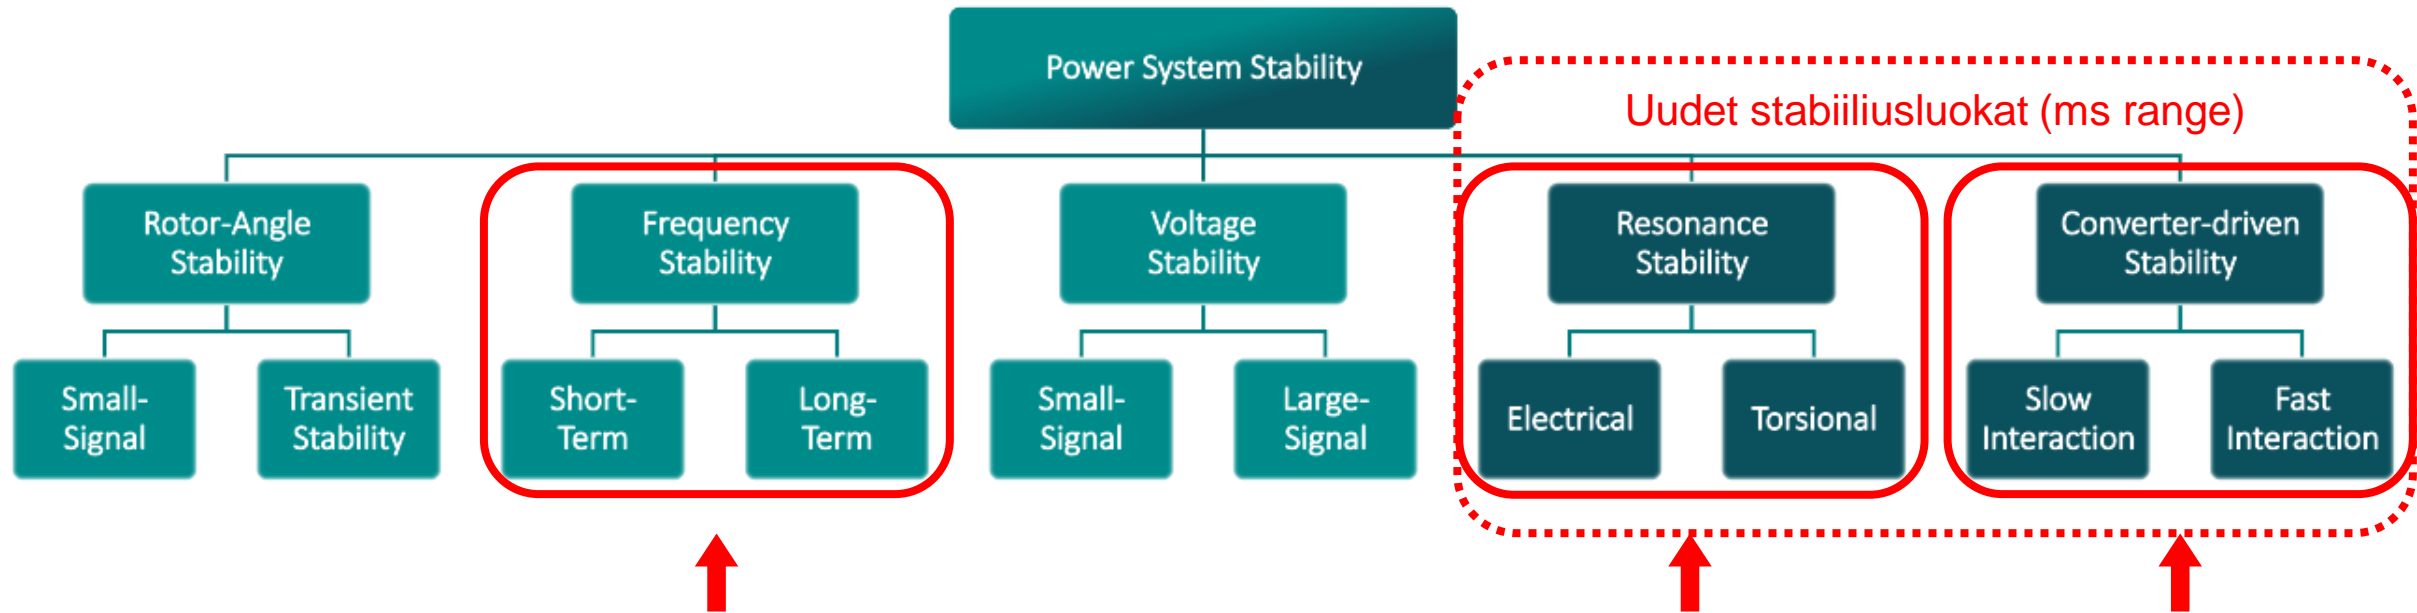 Power System Stability
Uudet stabiiliusluokat (ms range)
Rotor-Angle
Stability
Frequency
Stability
Voltage
Stability
Resonance
Stability
Converter-driven
Stability
Small-
Signal
Transient
Stability
Short-
Term
Long-
Term
Small-
Signal
Large-
Signal
Electrical
Torsional
Slow
Interaction
Fast
Interaction